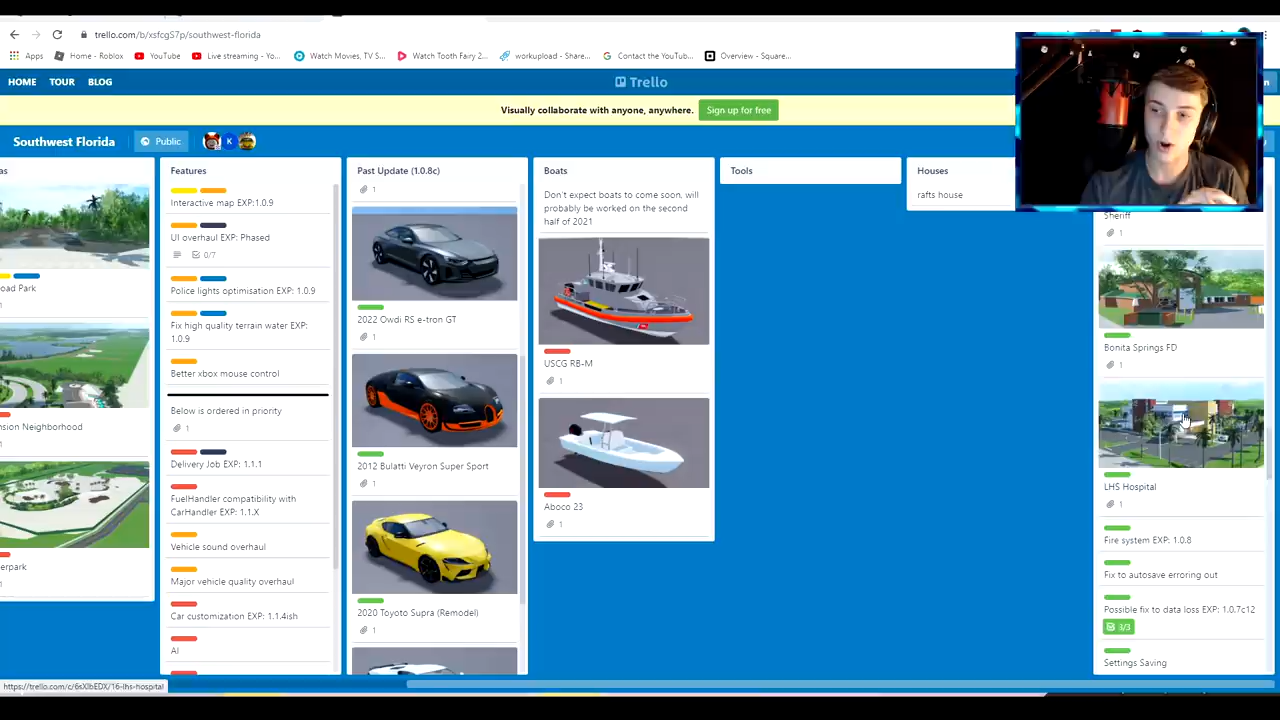 trello.com/b/xsfcgS7p/southwest-florida
Apps
Home - Roblox
YouTube
Live streaming - Yo...
Watch Movies, TV S...
Watch Tooth Fairy 2...
workupload - Share...
Contact the YouTub...
Overview - Square...
HOME TOUR BLOG
Trello
Visually collaborate with anyone, anywhere.
Sign up for free
Southwest Florida
Public
K
as
oad Park
nsion Neighborhood
erpark
Features
Interactive map EXP:1.0.9
UI overhaul EXP: Phased
0/7
Police lights optimisation EXP: 1.0.9
Fix high quality terrain water EXP:
1.0.9
Better xbox mouse control
Below is ordered in priority
1
Delivery Job EXP: 1.1.1
FuelHandler compatibility with
CarHandler EXP: 1.1.X
Vehicle sound overhaul
Major vehicle quality overhaul
Car customization EXP: 1.1.4ish
AI
Past Update (1.0.8c)
1
2022 Owdi RS e-tron GT
1
2012 Bulatti Veyron Super Sport
1
2020 Toyoto Supra (Remodel)
1
Boats
Don't expect boats to come soon, will
probably be worked on the second
half of 2021
USCG RB-M
1
Aboco 23
1
Tools
Houses
rafts house
Sheriff
1
Bonita Springs FD
1
LHS Hospital
1
Fire system EXP: 1.0.8
Fix to autosave erroring out
Possible fix to data loss EXP: 1.0.7c12
3/3
Settings Saving
https://trello.com/c/6sXlbEDX/16-lhs-hospital